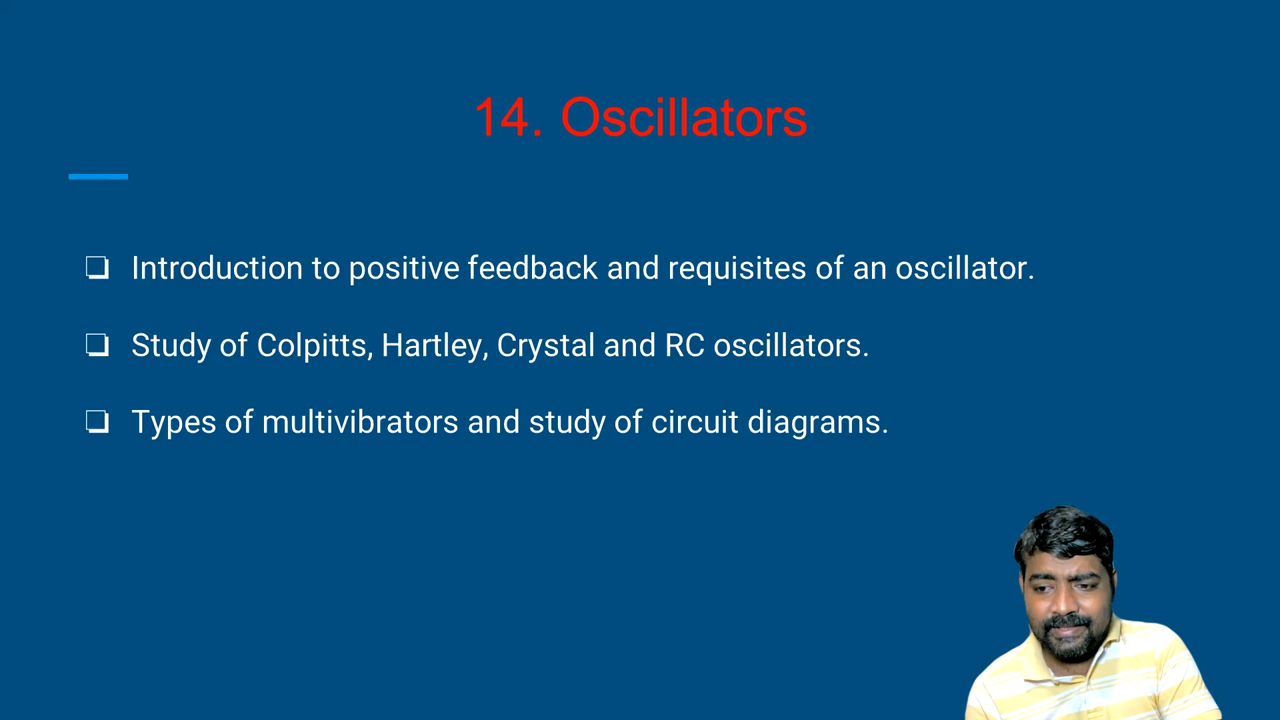 14. Oscillators
Introduction to positive feedback and requisites of an oscillator.
Study of Colpitts, Hartley, Crystal and RC oscillators.
Types of multivibrators and study of circuit diagrams.